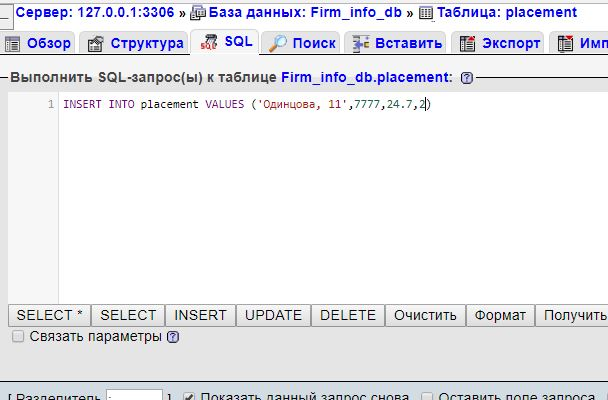 Сервер: 127.0.0.1:3306 » База данных: Firm_info_db » Таблица: placement
Обзор Структура SQL Поиск Вставить Экспорт Имп
Выполнить SQL-запрос(ы) к таблице Firm_info_db.placement:
1 INSERT INTO placement VALUES ('Одинцова, 11',7777,24.7,2)
SELECT * SELECT INSERT UPDATE DELETE Очистить Формат Получить
Связать параметры
[ Разделитель ; ] Показать данный запрос снова Оставить поле запроса